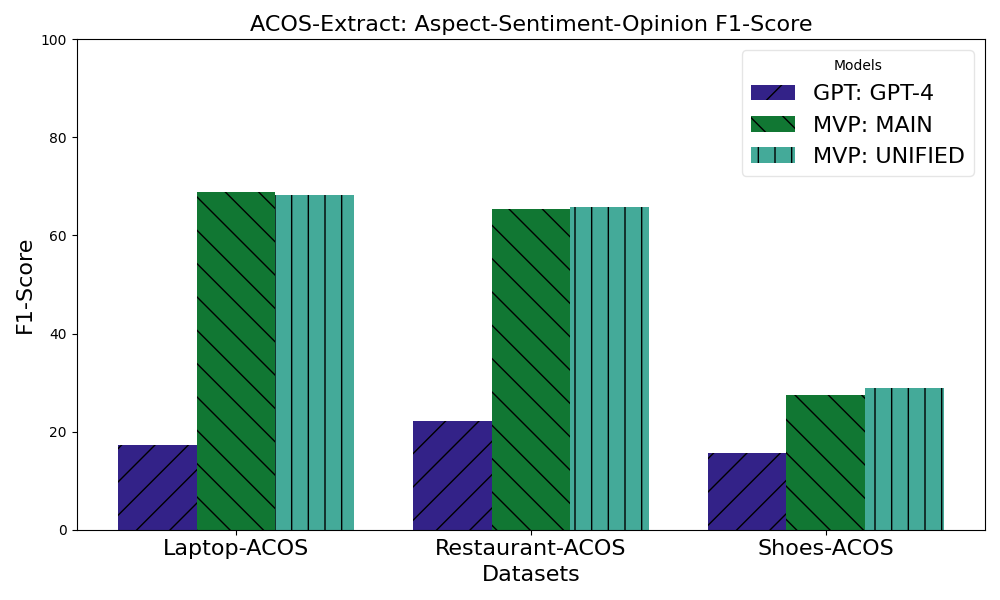 ACOS-Extract: Aspect-Sentiment-Opinion F1-Score
100
80
60
40
20
0
F1-Score
Models
GPT: GPT-4
MVP: MAIN
MVP: UNIFIED
Laptop-ACOS
Restaurant-ACOS
Shoes-ACOS
Datasets